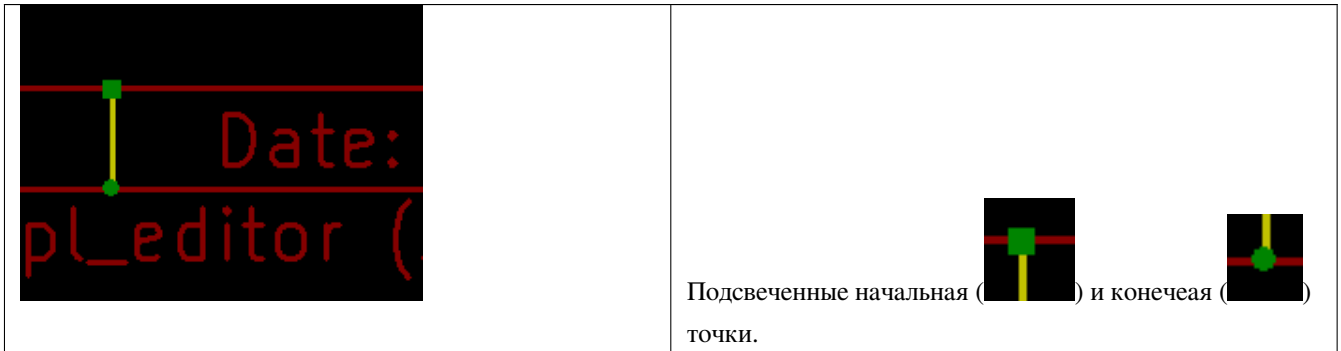 Date:
pl_editor (
Подсвеченные начальная ( ) и конечеая ( )
точки.